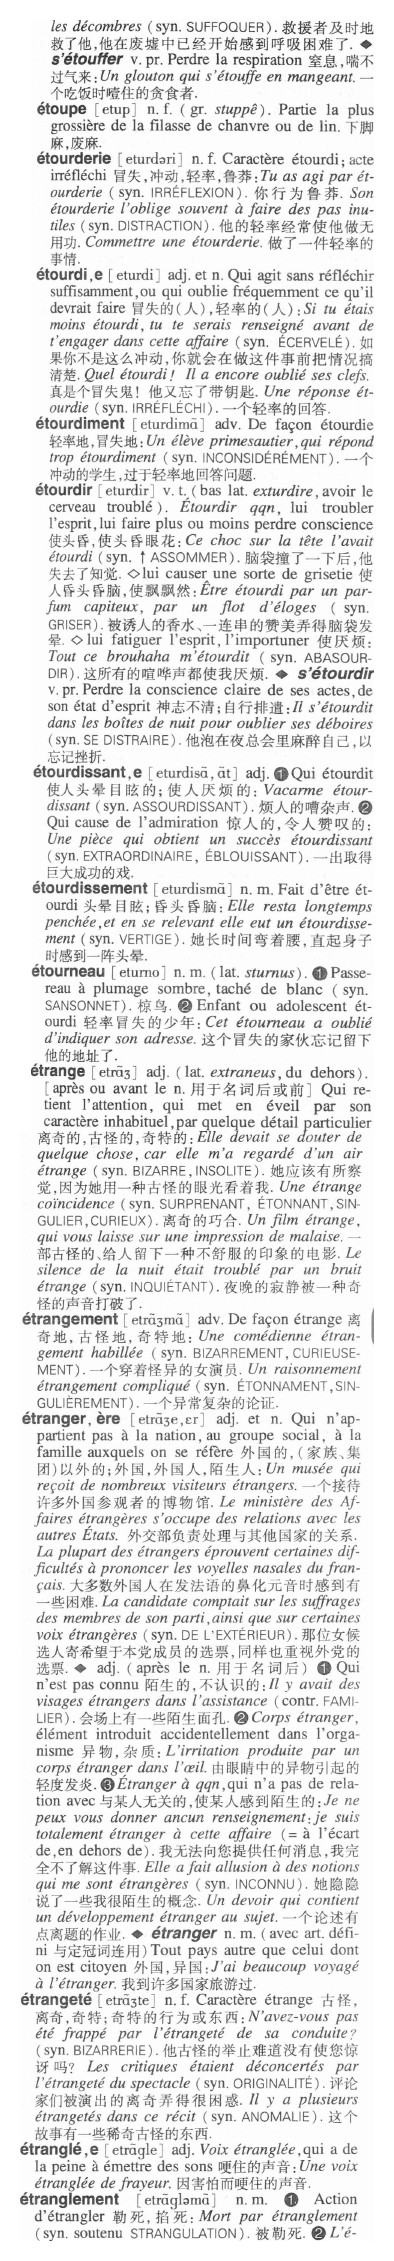 les décombres (syn. SUFFOQUER). 救援者及时地
救了他,他在废墟中已经开始感到呼吸困难了. ◆
s'étouffer v. pr. Perdre la respiration 窒息,喘不
过气来: Un glouton qui s'étouffe en mangeant. 一
个吃饭时噎住的贪食者.
étoupe [etup] n. f. ( gr. stuppê). Partie la plus
grossière de la filasse de chanvre ou de lin. 下脚
麻,废麻.
étourderie [eturdəri] n. f. Caractère étourdi; acte
irréfléchi 冒失,冲动,轻率,鲁莽: Tu as agi par ét-
ourderie ( syn. IRRÉFLEXION). 你行为鲁莽. Son
étourderie l'oblige souvent à faire des pas inu-
tiles (syn. DISTRACTION). 他的轻率经常使他做无
用功. Commettre une étourderie. 做了一件轻率的
事情.
étourdi,e [eturdi] adj. et n. Qui agit sans réfléchir
suffisamment,ou qui oublie fréquemment ce qu'il
devrait faire 冒失的(人),轻率的(人): Si tu étais
moins étourdi, tu te serais renseigné avant de
t'engager dans cette affaire ( syn. ÉCERVELÉ). 如
果你不是这么冲动,你就会在做这件事前把情况搞
清楚. Quel étourdi! Il a encore oublié ses clefs.
真是个冒失鬼! 他又忘了带钥匙. Une réponse ét-
ourdie (syn. IRRÉFLÉCHI). 一个轻率的回答.
étourdiment [eturdimɑ̃] adv. De façon étourdie
轻率地,冒失地: Un élève primesautier,qui répond
trop étourdiment (syn. INCONSIDÉRÉMENT). 一个
冲动的学生,过于轻率地回答问题.
étourdir [eturdir] v. t. ( bas lat. exturdire, avoir le
cerveau troublé ). Étourdir qqn, lui troubler
l'esprit,lui faire plus ou moins perdre conscience
使头昏,使头昏眼花: Ce choc sur la tête l'avait
étourdi (syn. ↑ ASSOMMER). 脑袋撞了一下后,他
失去了知觉. ◇lui causer une sorte de grisetie 使
人昏头昏脑,使飘飘然: Être étourdi par un par-
fum capiteux, par un flot d'éloges ( syn.
GRISER). 被诱人的香水、一连串的赞美弄得脑袋发
晕. ◇lui fatiguer l'esprit,l'importuner 使厌烦:
Tout ce brouhaha m'étourdit ( syn. ABASOUR-
DIR). 这所有的喧哗声都使我厌烦. ◆ s'étourdir
v. pr. Perdre la conscience claire de ses actes,de
son état d'esprit 神志不清;自行排遣: Il s'étourdit
dans les boîtes de nuit pour oublier ses déboires
(syn. SE DISTRAIRE). 他泡在夜总会里麻醉自己,以
忘记挫折.
étourdissant,e [eturdisɑ̃, ɑ̃t] adj. ❶ Qui étourdit
使人头晕目眩的; 使人厌烦的: Vacarme étour-
dissant (syn. ASSOURDISSANT). 烦人的嘈杂声. ❷
Qui cause de l'admiration 惊人的,令人赞叹的:
Une pièce qui obtient un succès étourdissant
(syn. EXTRAORDINAIRE, ÉBLOUISSANT). 一出取得
巨大成功的戏.
étourdissement [eturdismɑ̃] n. m. Fait d'être ét-
ourdi 头晕目眩; 昏头昏脑: Elle resta longtemps
penchée,et en se relevant elle eut un étourdisse-
ment (syn. VERTIGE). 她长时间弯着腰,直起身子
时感到一阵头晕.
étourneau [eturno] n. m. (lat. sturnus). ❶ Passe-
reau à plumage sombre, taché de blanc ( syn.
SANSONNET). 椋鸟. ❷ Enfant ou adolescent ét-
ourdi 轻率冒失的少年: Cet étourneau a oublié
d'indiquer son adresse. 这个冒失的家伙忘记留下
他的地址了.
étrange [etrɑ̃ʒ] adj. (lat. extraneus, du dehors).
[après ou avant le n. 用于名词后或前] Qui re-
tient l'attention, qui met en éveil par son
caractère inhabituel,par quelque détail particulier
离奇的,古怪的,奇特的: Elle devait se douter de
quelque chose, car elle m'a regardé d'un air
étrange (syn. BIZARRE, INSOLITE). 她应该有所察
觉,因为她用一种古怪的眼光看着我. Une étrange
coïncidence (syn. SURPRENANT, ÉTONNANT,SIN-
GULIER,CURIEUX). 离奇的巧合. Un film étrange,
qui vous laisse sur une impression de malaise. 一
部古怪的、给人留下一种不舒服的印象的电影. Le
silence de la nuit était troublé par un bruit
étrange (syn. INQUIÉTANT). 夜晚的寂静被一种奇
怪的声音打破了.
étrangement [etrɑ̃ʒmɑ̃] adv. De façon étrange 离
奇地, 古怪地, 奇特地: Une comédienne étran-
gement habillée ( syn. BIZARREMENT, CURIEUSE-
MENT). 一个穿着怪异的女演员. Un raisonnement
étrangement compliqué ( syn. ÉTONNAMENT,SIN-
GULIÈREMENT). 一个异常复杂的论证.
étranger, ère [etrɑ̃ʒe,ɛr] adj. et n. Qui n'ap-
partient pas à la nation, au groupe social, à la
famille auxquels on se réfère 外国的, (家族、集
团)以外的;外国,外国人,陌生人: Un musée qui
reçoit de nombreux visiteurs étrangers. 一个接待
许多外国参观者的博物馆. Le ministère des Af-
faires étrangères s'occupe des relations avec les
autres États. 外交部负责处理与其他国家的关系.
La plupart des étrangers éprouvent certaines dif-
ficultés à prononcer les voyelles nasales du fran-
çais. 大多数外国人在发法语的鼻化元音时感到有
一些困难. La candidate comptait sur les suffrages
des membres de son parti,ainsi que sur certaines
voix étrangères (syn. DE L'EXTÉRIEUR). 那位女候
选人寄希望于本党成员的选票,同样也重视外党的
选票. ◆ adj. ( après le n. 用于名词后) ❶ Qui
n'est pas connu 陌生的,不认识的: Il y avait des
visages étrangers dans l'assistance (contr. FAMI-
LIER). 会场上有一些陌生面孔. ❷ Corps étranger,
élément introduit accidentellement dans l'orga-
nisme 异物, 杂质: L'irritation produite par un
corps étranger dans l'œil. 由眼睛中的异物引起的
轻度发炎. ❸ Étranger à qqn,qui n'a pas de rela-
tion avec 与某人无关的,使某人感到陌生的: Je ne
peux vous donner ancun renseignement: je suis
totalement étranger à cette affaire (= à l'écart
de,en dehors de). 我无法向您提供任何消息,我完
全不了解这件事. Elle a fait allusion à des notions
qui me sont étrangères (syn. INCONNU). 她隐隐
说了一些我很陌生的概念. Un devoir qui contient
un développement étranger au sujet. 一个论述有
点离题的作业. ◆ étranger n. m. (avec art. défi-
ni 与定冠词连用) Tout pays autre que celui dont
on est citoyen 外国, 异国: J'ai beaucoup voyagé
à l'étranger. 我到许多国家旅游过.
étrangeté [etrɑ̃ʒte] n. f. Caractère étrange 古怪,
离奇,奇特; 奇特的行为或东西: N'avez-vous pas
été frappé par l'étrangeté de sa conduite?
(syn. BIZARRERIE). 他古怪的举止难道没有使您惊
讶吗? Les critiques étaient déconcertés par
l'étrangeté du spectacle (syn. ORIGINALITÉ). 评论
家们被演出的离奇弄得很困惑. Il y a plusieurs
étrangetés dans ce récit ( syn. ANOMALIE). 这个
故事有一些稀奇古怪的东西.
étranglé,e [etrɑ̃gle] adj. Voix étranglée,qui a de
la peine à émettre des sons 哽住的声音: Une voix
étranglée de frayeur. 因害怕而哽住的声音.
étranglement [etrɑ̃gləmɑ̃] n. m. ❶ Action
d'étrangler 勒死, 掐死: Mort par étranglement
(syn. soutenu STRANGULATION). 被勒死. ❷ L'é-